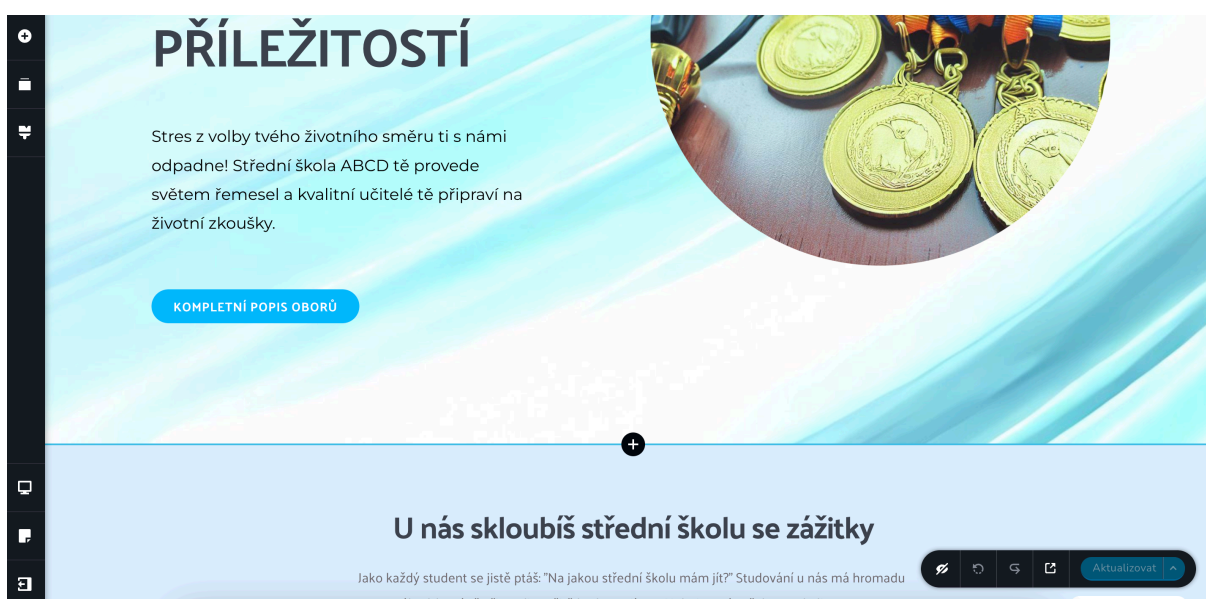 PŘÍLEŽITOSTÍ
Stres z volby tvého životního směru ti s námi
odpadne! Střední škola ABCD tě provede
světem řemesel a kvalitní učitelé tě připraví na
životní zkoušky.
KOMPLETNÍ POPIS OBORŮ
U nás skloubíš střední školu se zážitky
Jako každý student se jistě ptáš: "Na jakou střední školu mám jít?" Studování u nás má hromadu
Aktualizovat